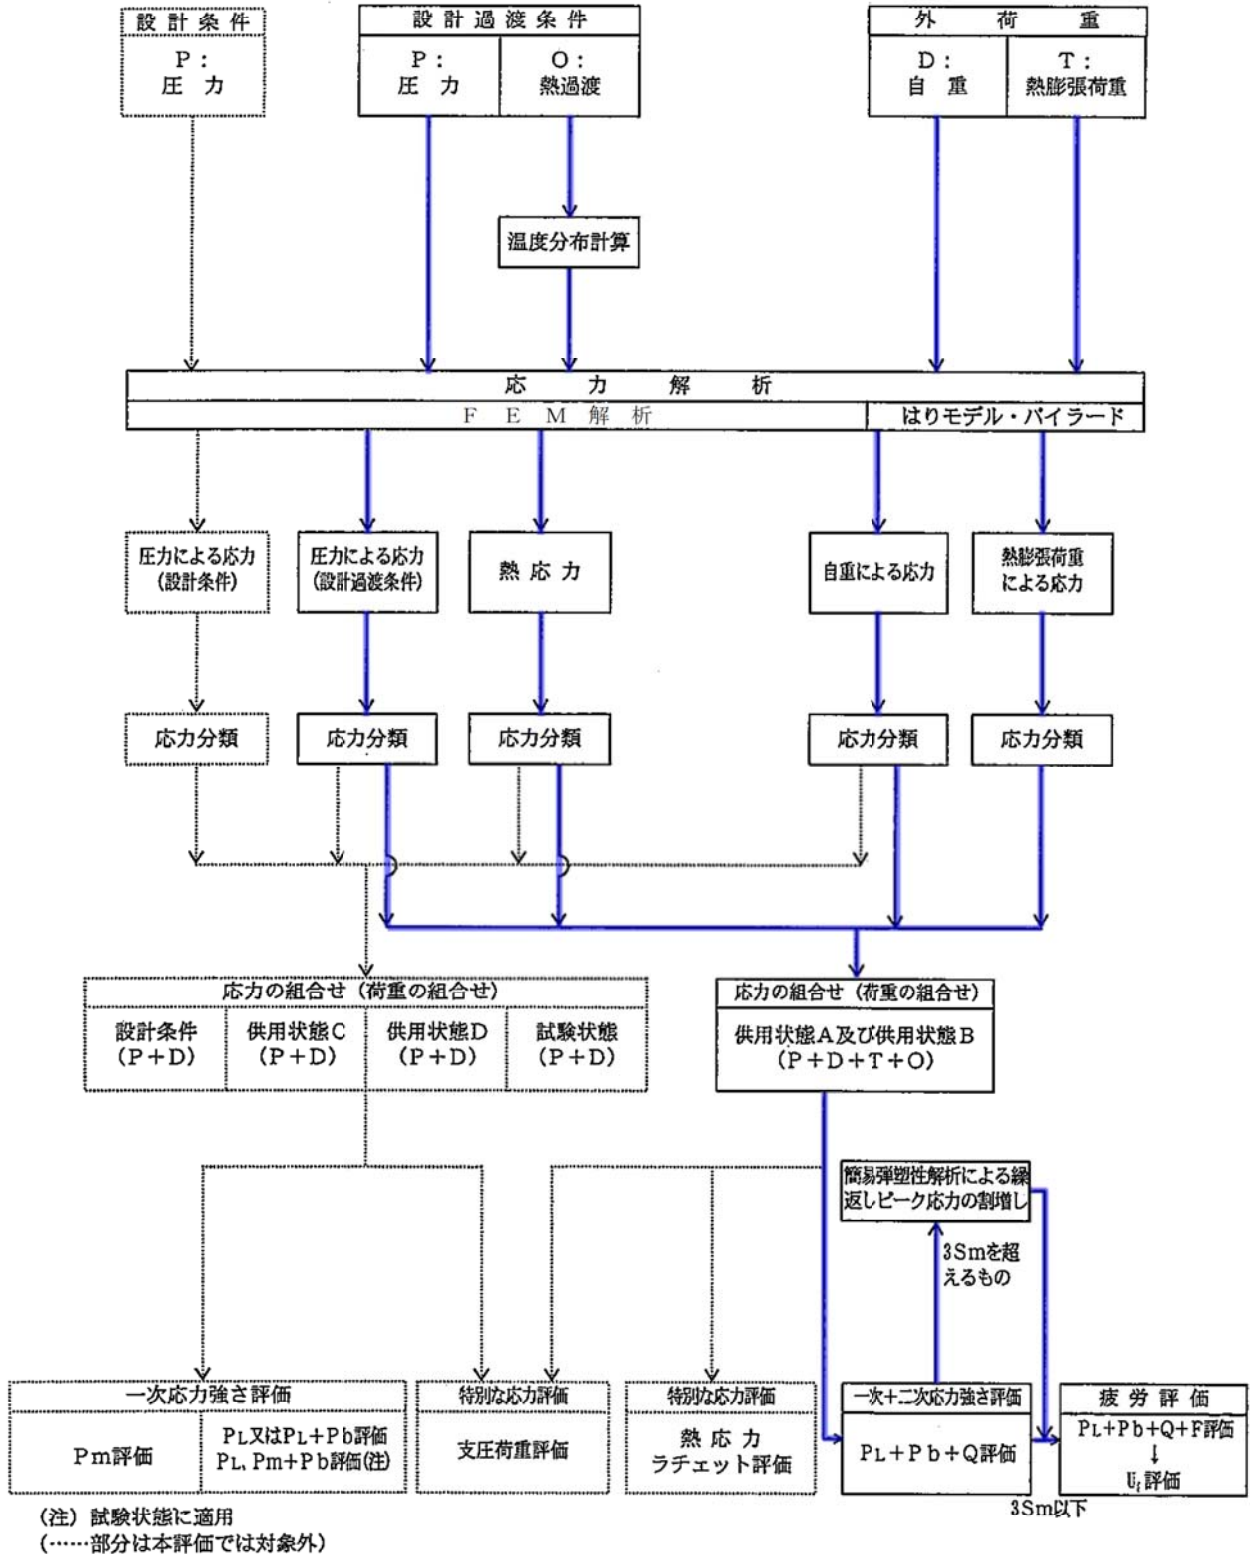 設計条件
P:
圧力
設計過渡条件
P:
圧力
O:
熱過渡
外荷重
D:
自重
T:
熱膨張荷重
温度分布計算
応力解析
FEM解析
はりモデル・バイラード
圧力による応力
(設計条件)
圧力による応力
(設計過渡条件)
熱応力
自重による応力
熱膨張荷重
による応力
応力分類
応力分類
応力分類
応力分類
応力分類
応力の組合せ(荷重の組合せ)
設計条件
(P+D)
供用状態C
(P+D)
供用状態D
(P+D)
試験状態
(P+D)
応力の組合せ(荷重の組合せ)
供用状態A及び供用状態B
(P+D+T+O)
簡易弾塑性解析による繰
返しピーク応力の割増し
3Smを超
えるもの
一次応力強さ評価
Pm評価
PL又はPL+Pb評価
PL、Pm+Pb評価(注)
特別な応力評価
支圧荷重評価
特別な応力評価
熱応力
ラチェット評価
一次+二次応力強さ評価
PL+Pb+Q評価
疲労評価
PL+Pb+Q+F評価
↓
Uf評価
3Sm以下
(注)試験状態に適用
(……部分は本評価では対象外)